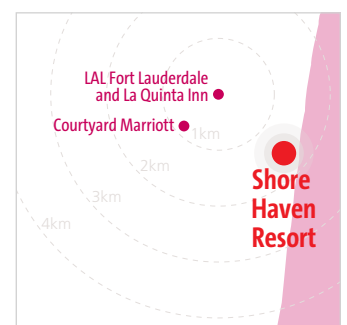 LAL Fort Lauderdale
and La Quinta Inn
Courtyard Marriott
1km
2km
3km
4km
Shore
Haven
Resort